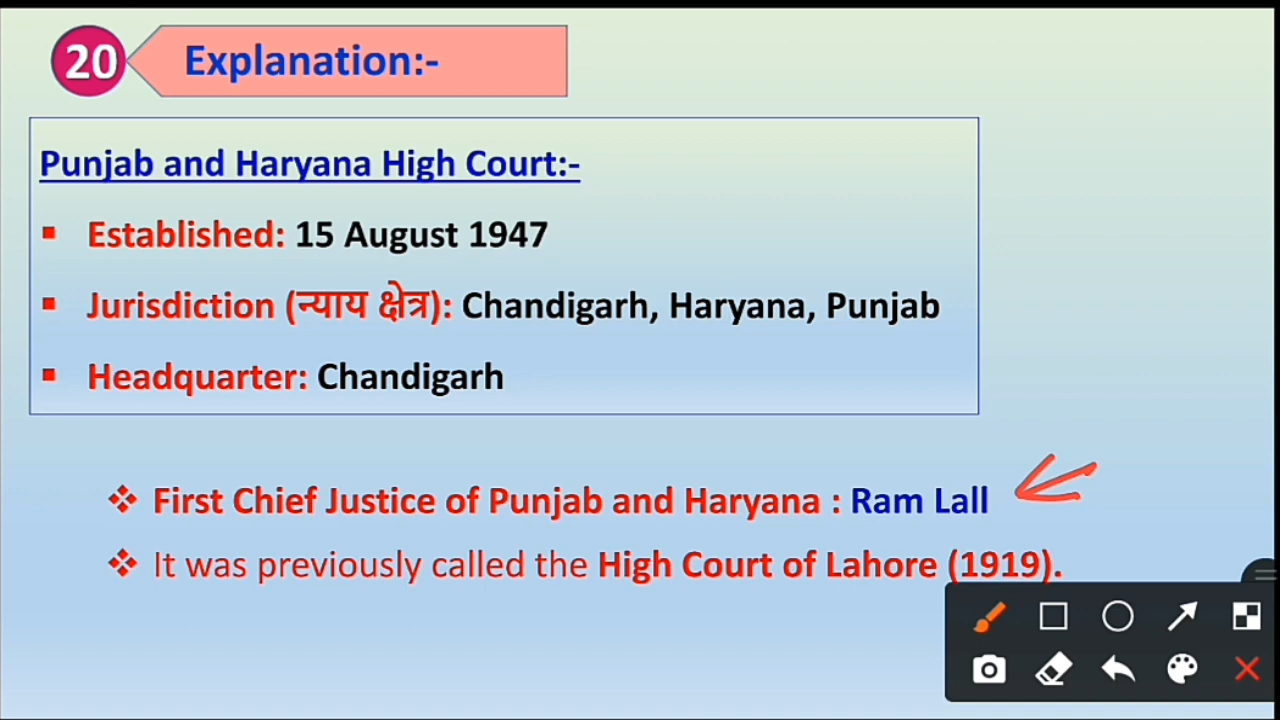 20 Explanation:-
Punjab and Haryana High Court:-
Established: 15 August 1947
Jurisdiction (न्याय क्षेत्र): Chandigarh, Haryana, Punjab
Headquarter: Chandigarh
First Chief Justice of Punjab and Haryana : Ram Lall
It was previously called the High Court of Lahore (1919).